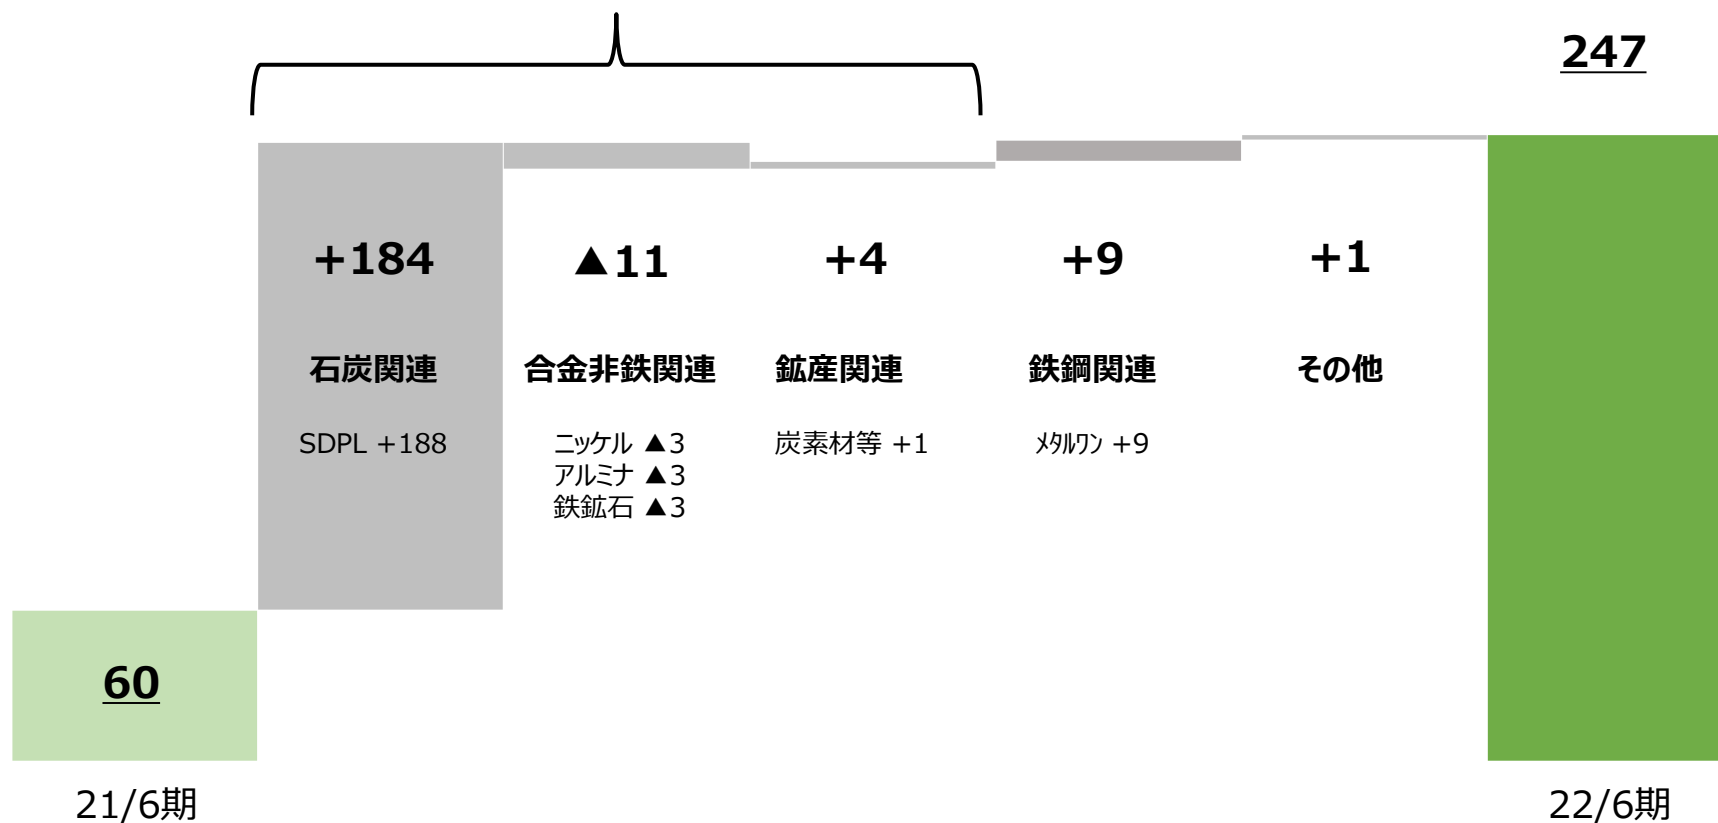 247
+184
▲11
+4
+9
+1
石炭関連
合金非鉄関連
鉱産関連
鉄鋼関連
その他
SDPL +188
ニッケル ▲3
アルミナ ▲3
鉄鉱石 ▲3
炭素材等 +1
ﾒﾀﾙﾜﾝ +9
60
21/6期
22/6期